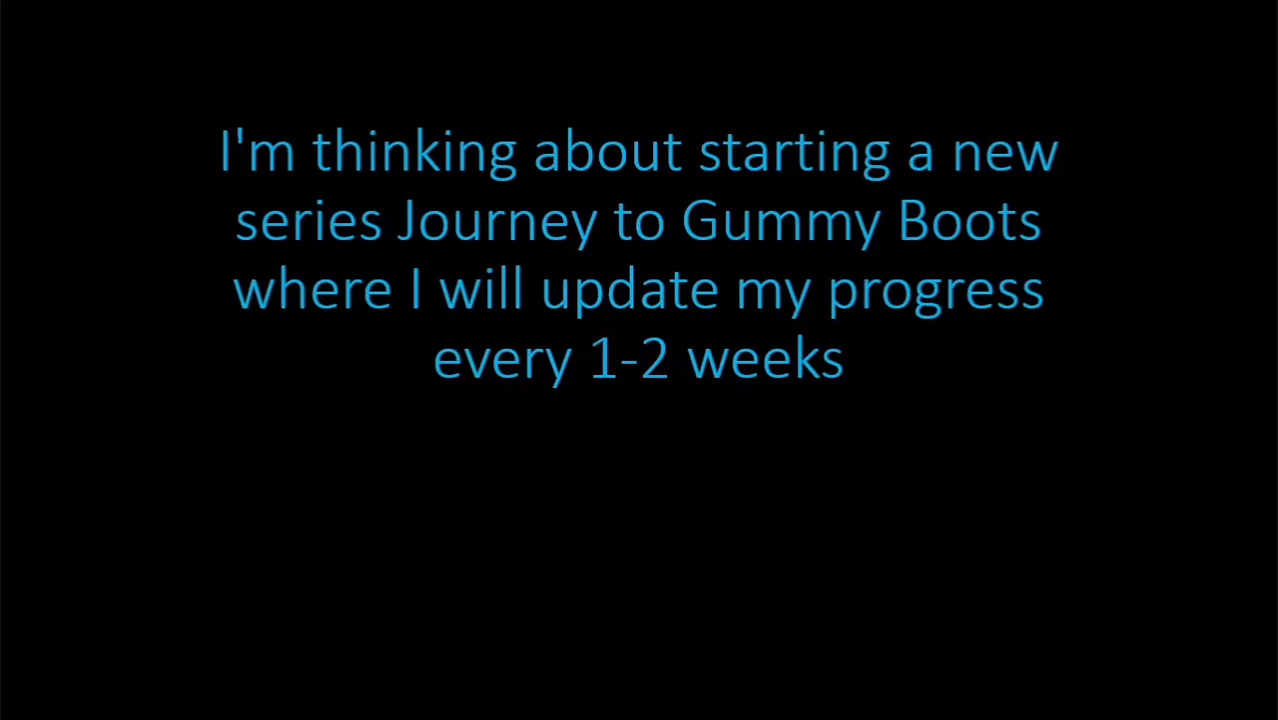 I'm thinking about starting a new
series Journey to Gummy Boots
where I will update my progress
every 1-2 weeks